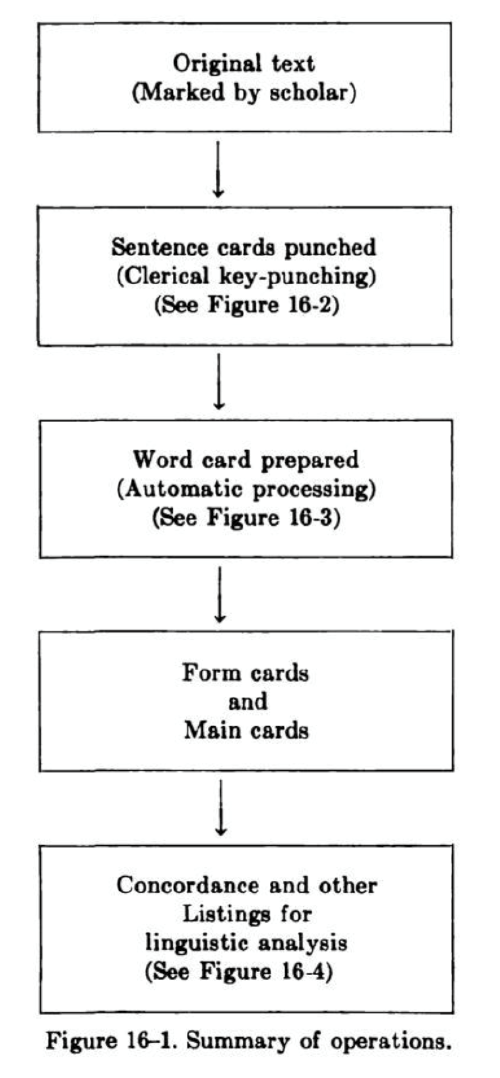 Original text
(Marked by scholar)
Sentence cards punched
(Clerical key-punching)
(See Figure 16-2)
Word card prepared
(Automatic processing)
(See Figure 16-3)
Form cards
and
Main cards
Concordance and other
Listings for
linguistic analysis
(See Figure 16-4)
Figure 16–1. Summary of operations.